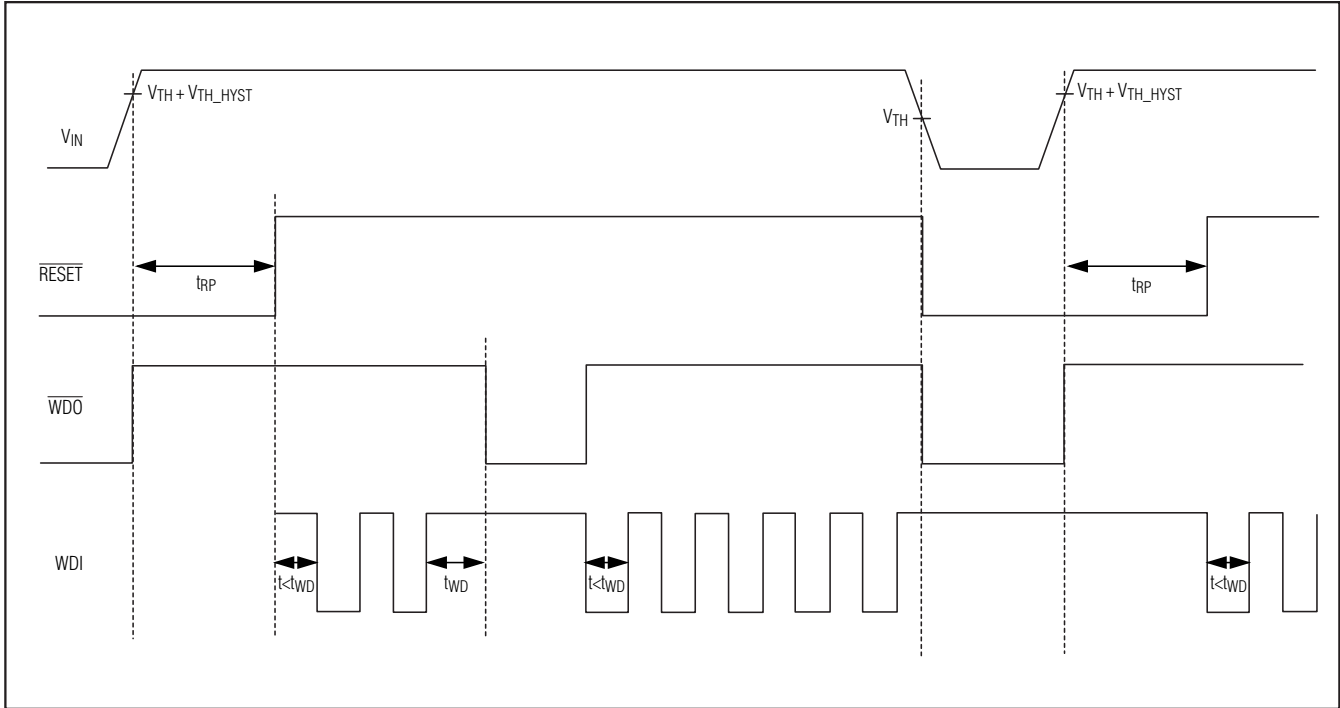 VTH + VTH_HYST
VTH + VTH_HYST
VTH
VIN
RESET
tRP
tRP
WDO
WDI
t<tWD
tWD
t<tWD
t<tWD